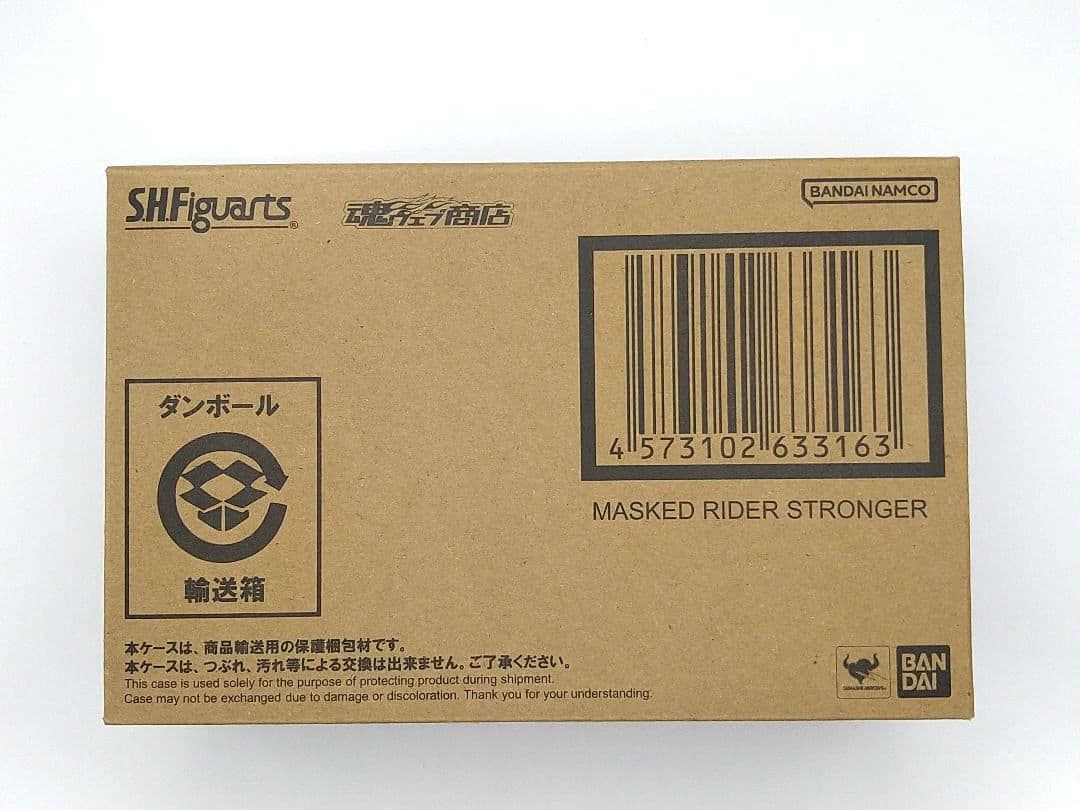 S.H.Figuarts®
魂ウェブ商店
BANDAI NAMCO
4 573102 633163
MASKED RIDER STRONGER
ダンボール
輸送箱
本ケースは、商品輸送用の保護梱包材です。
本ケースは、つぶれ、汚れ等による交換は出来ません。ご了承ください。
This case is used solely for the purpose of protecting product during shipment.
Case may not be exchanged due to damage or discoloration. Thank you for your understanding.
TAMASHII NATIONS
BAN
DAI